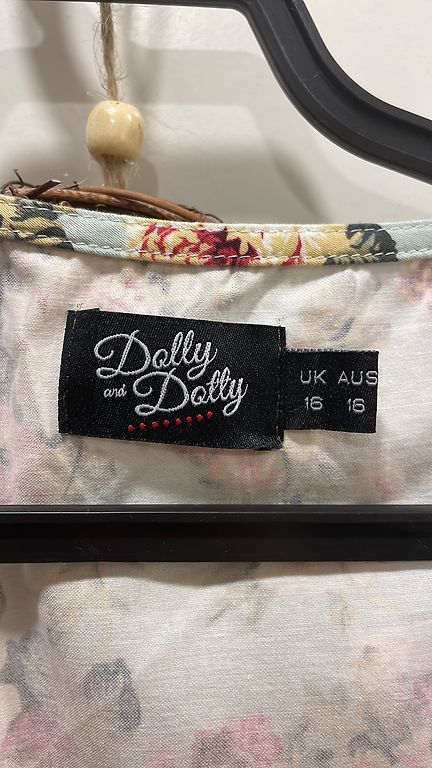 Dolly
and Dotty
UK AUS
16 16